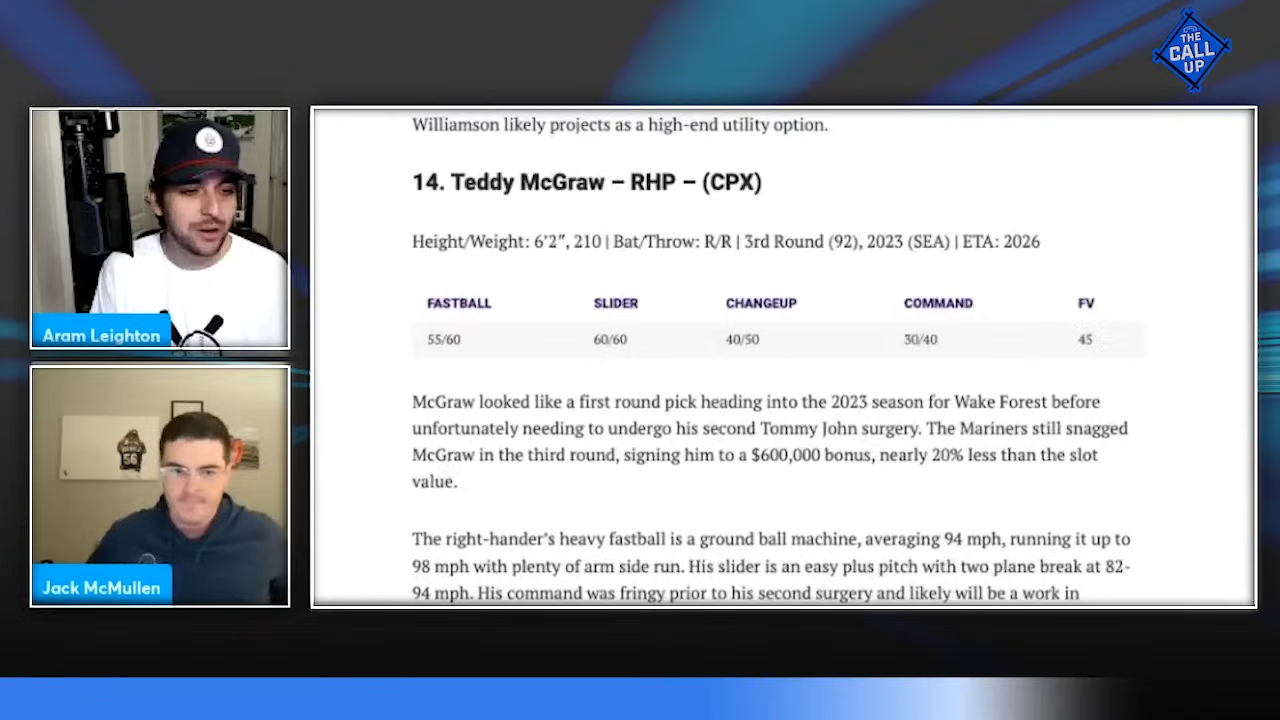 THE
CALL
UP
Williamson likely projects as a high-end utility option.
14. Teddy McGraw – RHP – (CPX)
Height/Weight: 6’2″, 210 | Bat/Throw: R/R | 3rd Round (92), 2023 (SEA) | ETA: 2026
FASTBALL SLIDER CHANGEUP COMMAND FV
55/60 60/60 40/50 30/40 45
McGraw looked like a first round pick heading into the 2023 season for Wake Forest before
unfortunately needing to undergo his second Tommy John surgery. The Mariners still snagged
McGraw in the third round, signing him to a $600,000 bonus, nearly 20% less than the slot
value.
The right-hander’s heavy fastball is a ground ball machine, averaging 94 mph, running it up to
98 mph with plenty of arm side run. His slider is an easy plus pitch with two plane break at 82-
94 mph. His command was fringy prior to his second surgery and likely will be a work in
Aram Leighton
56
Jack McMullen